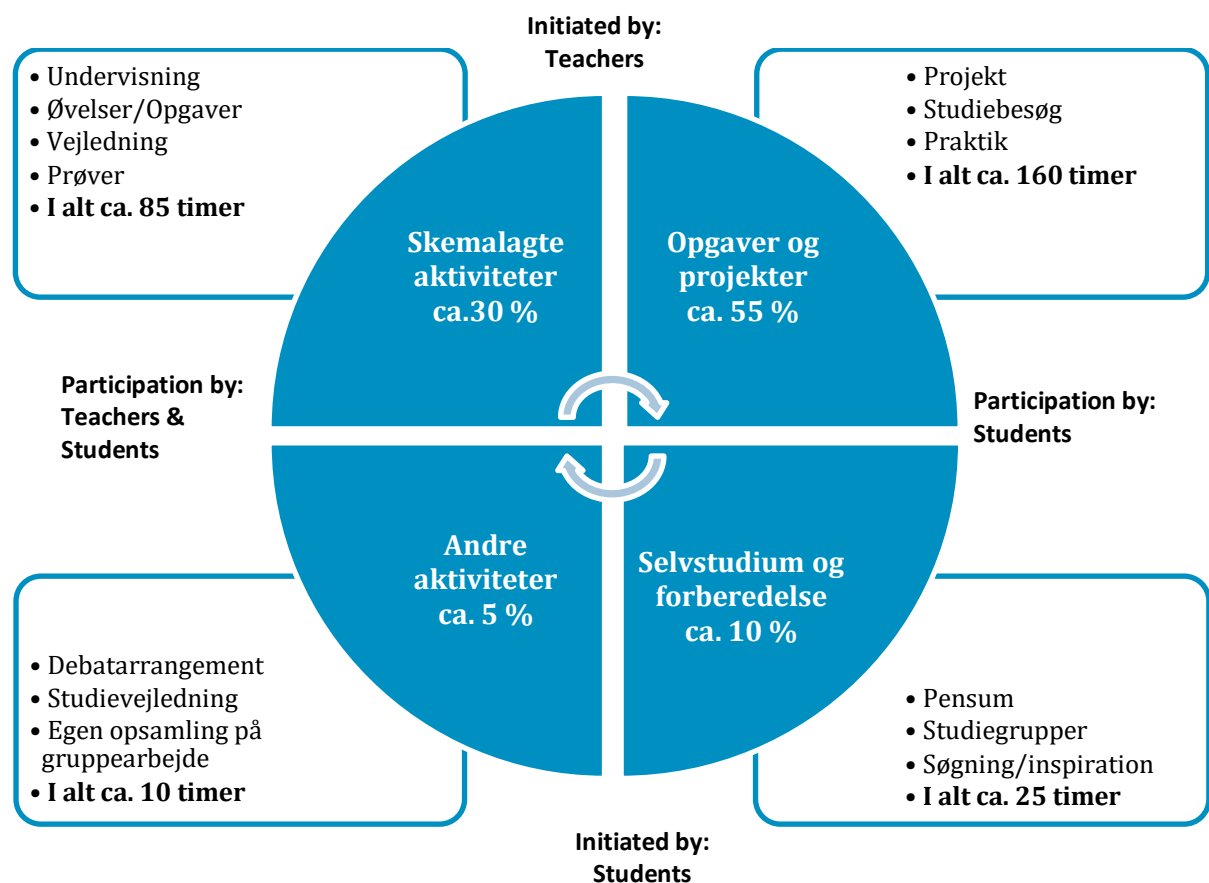 Initiated by:
Teachers
• Undervisning
• Øvelser/Opgaver
• Vejledning
• Prøver
• I alt ca. 85 timer
• Projekt
• Studiebesøg
• Praktik
• I alt ca. 160 timer
Skemalagte
aktiviteter
ca.30 %
Opgaver og
projekter
ca. 55 %
Participation by:
Teachers &
Students
Participation by:
Students
Andre
aktiviteter
ca. 5 %
Selvstudium og
forberedelse
ca. 10 %
• Debatarrangement
• Studievejledning
• Egen opsamling på
gruppearbejde
• I alt ca. 10 timer
• Pensum
• Studiegrupper
• Søgning/inspiration
• I alt ca. 25 timer
Initiated by:
Students